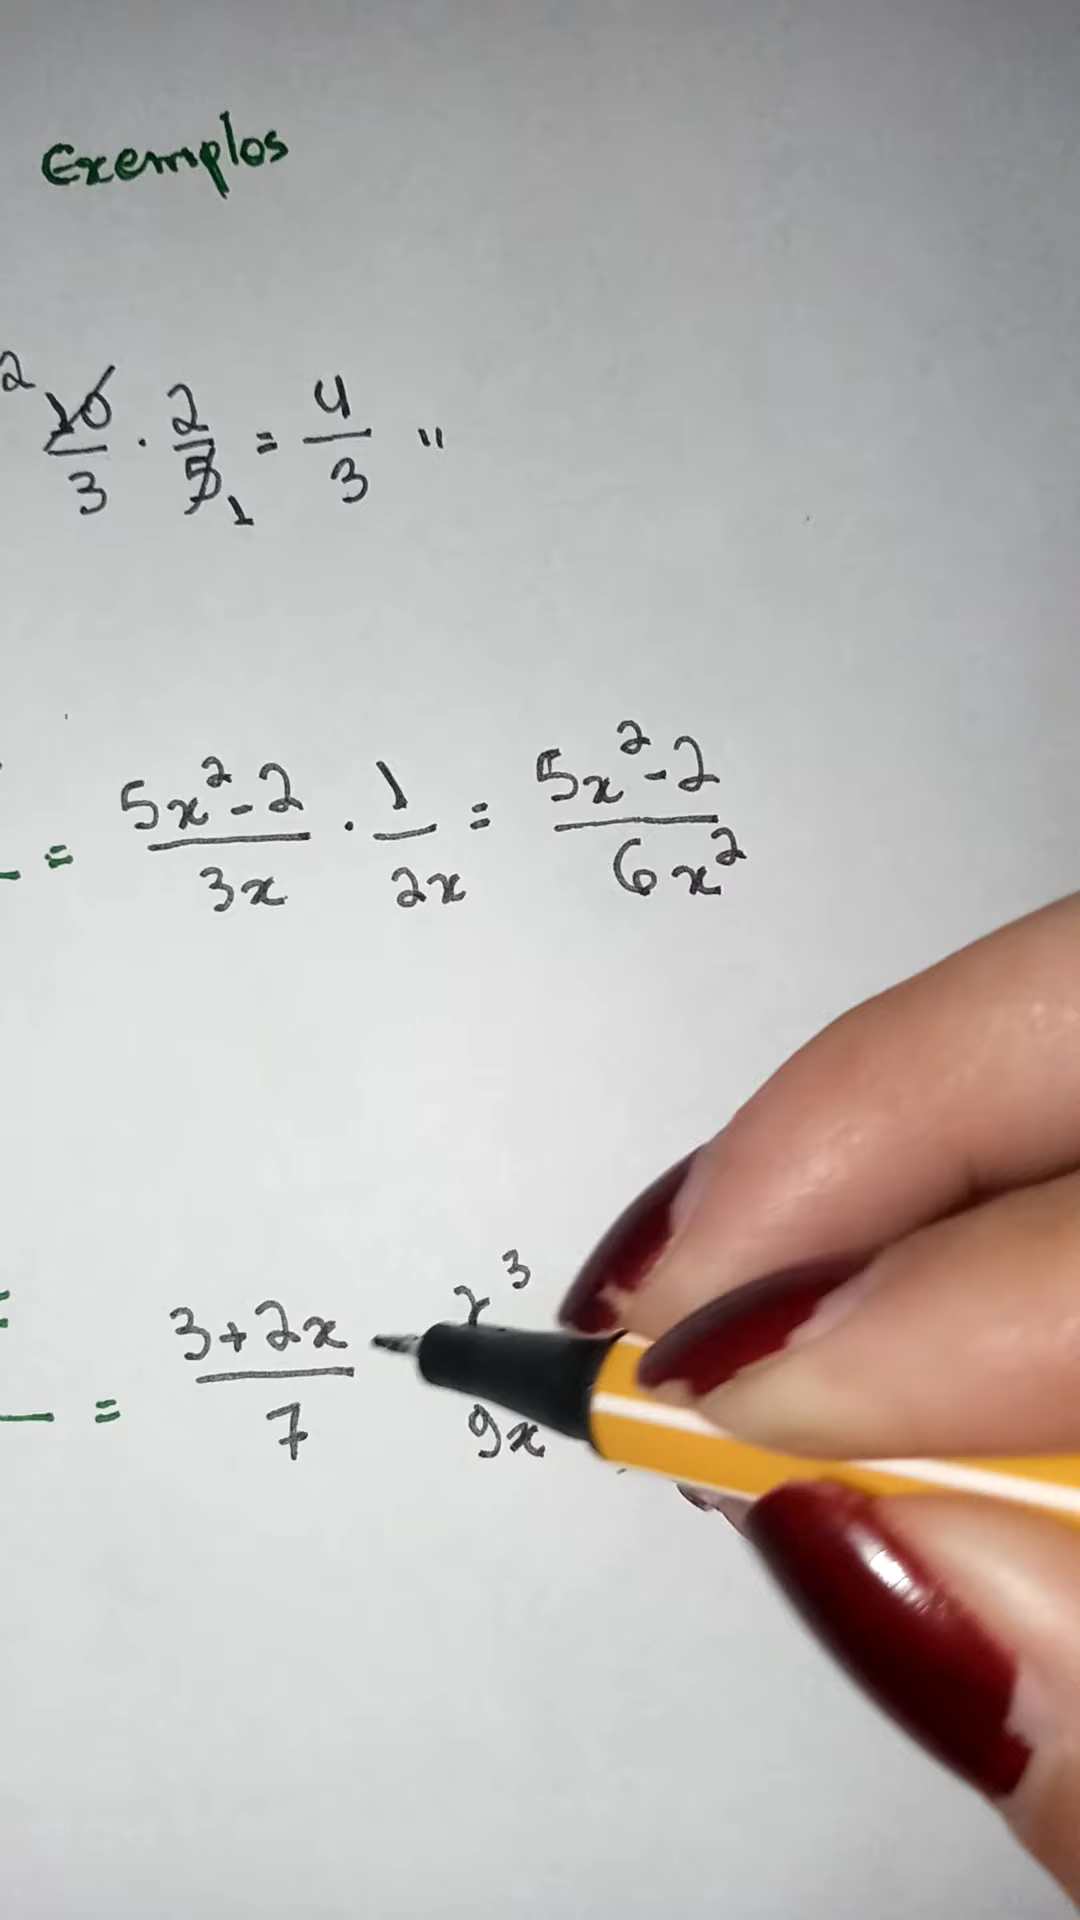 Exemplos
2 10/3 . 2/5 1 = 4/3 "
= 5x²-2/3x . 1/2x = 5x²-2/6x²
= 3+2x/7 x³/9x